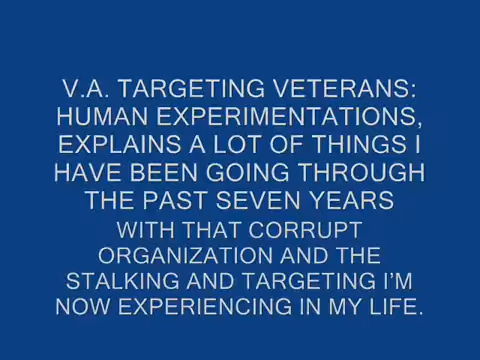 V.A. TARGETING VETERANS:
HUMAN EXPERIMENTATIONS,
EXPLAINS A LOT OF THINGS I
HAVE BEEN GOING THROUGH
THE PAST SEVEN YEARS
WITH THAT CORRUPT
ORGANIZATION AND THE
STALKING AND TARGETING I’M
NOW EXPERIENCING IN MY LIFE.